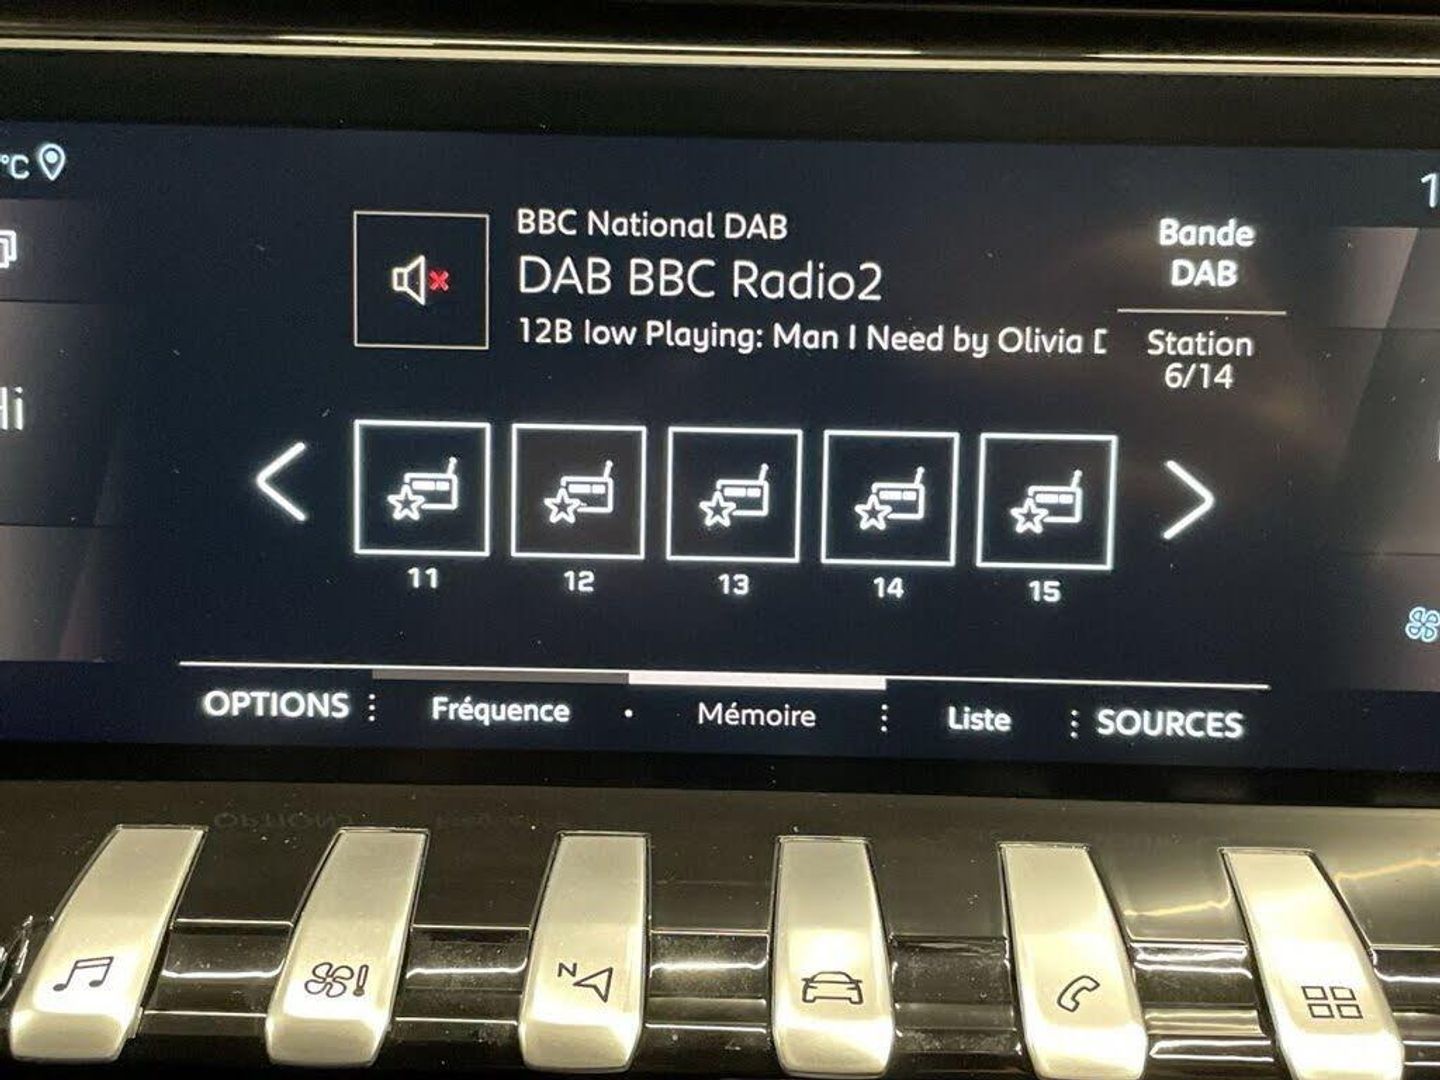 °C
BBC National DAB
DAB BBC Radio2
12B low Playing: Man I Need by Olivia
Bande
DAB
Station
6/14
11 12 13 14 15
OPTIONS Fréquence • Mémoire Liste SOURCES
N